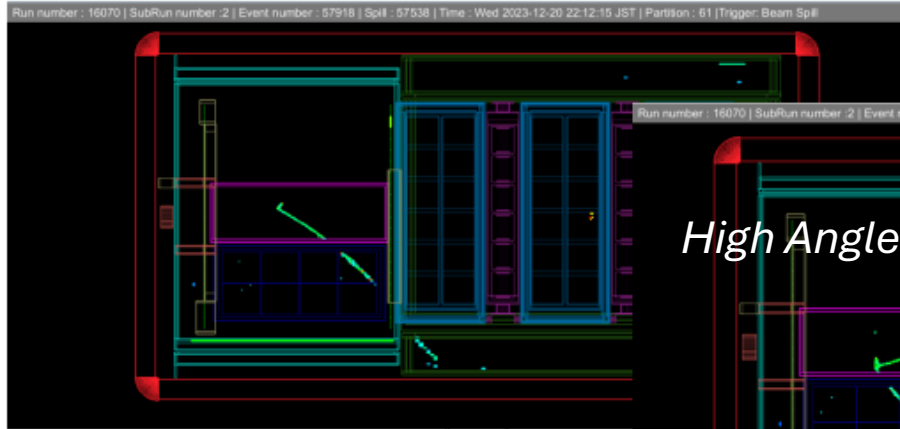 Run number : 16070 | SubRun number :2 | Event number : 57918 | Spill : 57538 | Time : Wed 2023-12-20 22:12:15 JST | Partition : 61 |Trigger: Beam Spill
Run number : 16070 | SubRun number :2 | Event
High Angle